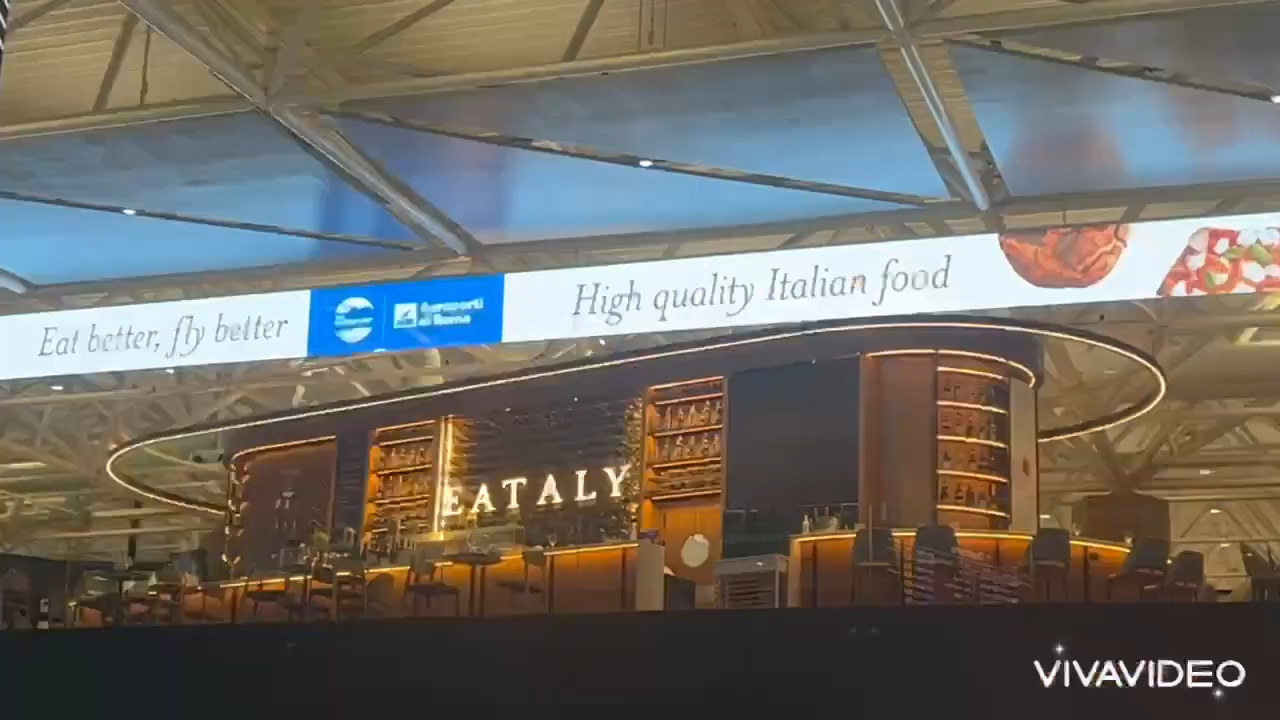 Eat better, fly better
Aeroporti
di Roma
High quality Italian food
EATALY
VIVAVIDEO